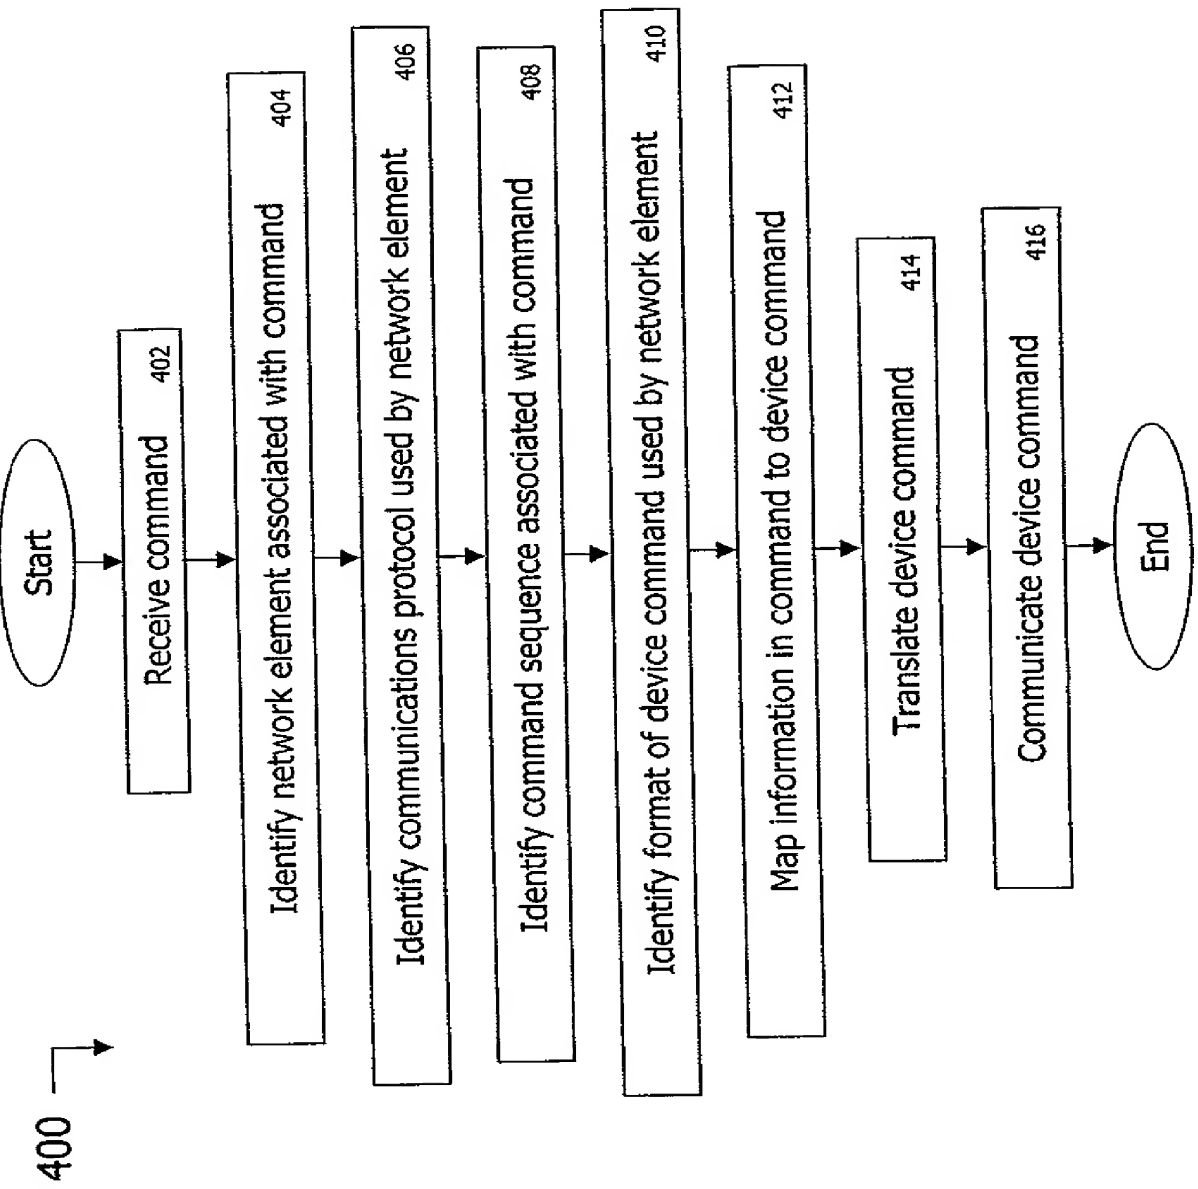 400
Start
Receive command 402
Identify network element associated with command 404
Identify communications protocol used by network element 406
Identify command sequence associated with command 408
Identify format of device command used by network element 410
Map information in command to device command 412
Translate device command 414
Communicate device command 416
End